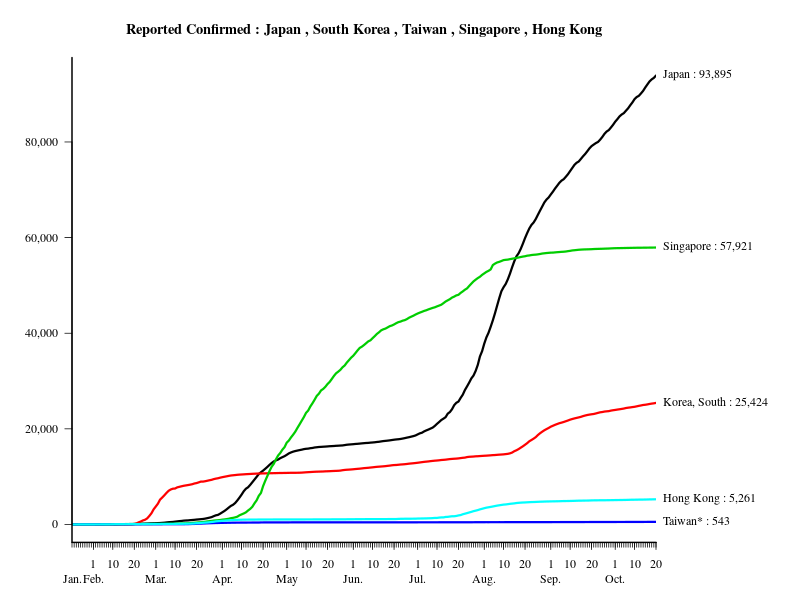 Reported Confirmed : Japan , South Korea , Taiwan , Singapore , Hong Kong
Japan : 93,895
80,000
60,000
Singapore : 57,921
40,000
Korea, South : 25,424
20,000
Hong Kong : 5,261
Taiwan* : 543
0
1 10 20 1 10 20 1 10 20 1 10 20 1 10 20 1 10 20 1 10 20 1 10 20 1 10 20
Jan. Feb. Mar. Apr. May Jun. Jul. Aug. Sep. Oct.